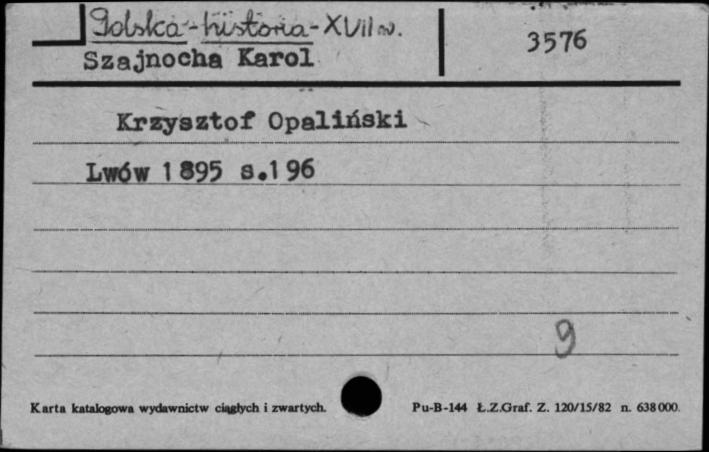 Polska - historia - XVII w.
3576
Szajnocha Karol
Krzysztof Opaliński
Lwów 1895 s.196
9
Karta katalogowa wydawnictw ciągłych i zwartych.
Pu-B-144 Ł.Z.Graf. Z. 120/15/82 n. 638000.